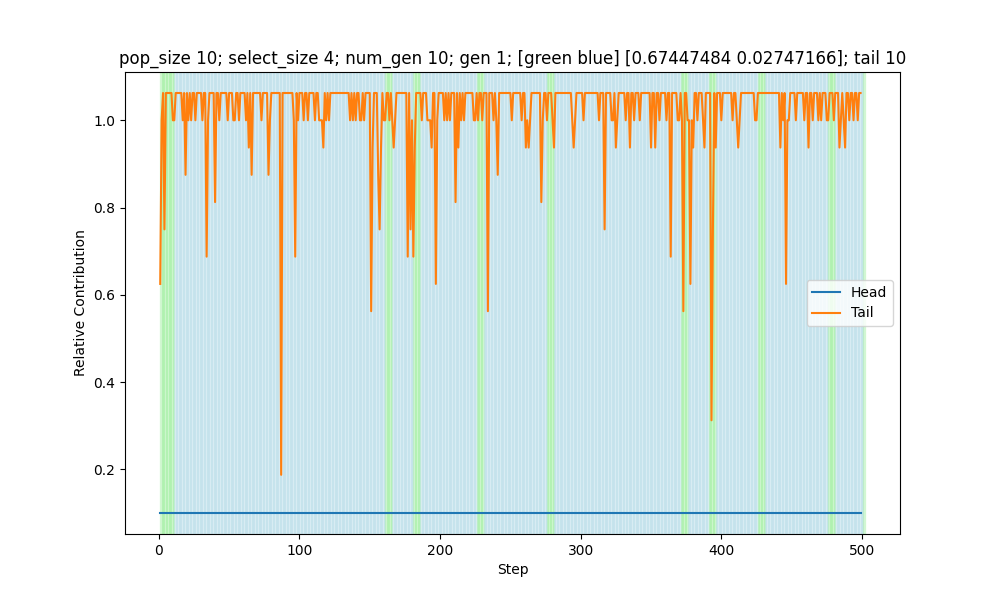 pop_size 10; select_size 4; num_gen 10; gen 1; [green blue] [0.67447484 0.02747166]; tail 10
1.0
0.8
0.6
0.4
0.2
Relative Contribution
Head
Tail
0 100 200 300 400 500
Step